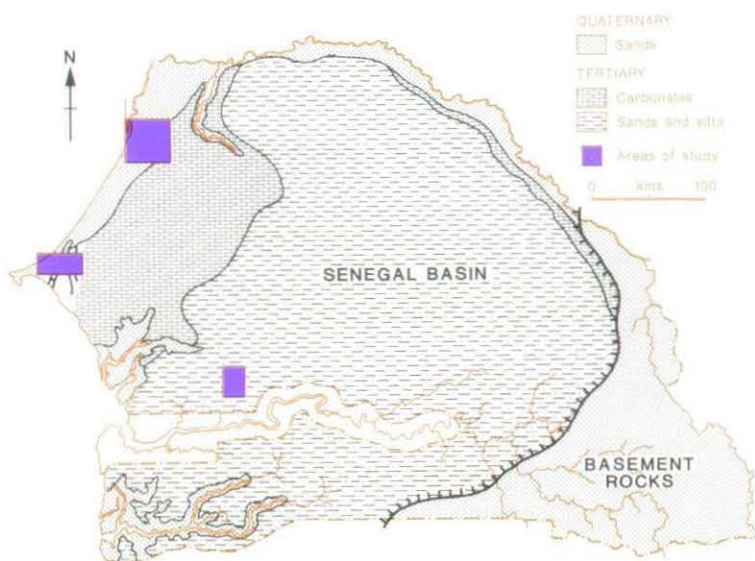 N
QUATERNARY
Sands
TERTIARY
Carbonates
Sands and silts
Areas of study
0 kms 100
SENEGAL BASIN
BASEMENT
ROCKS